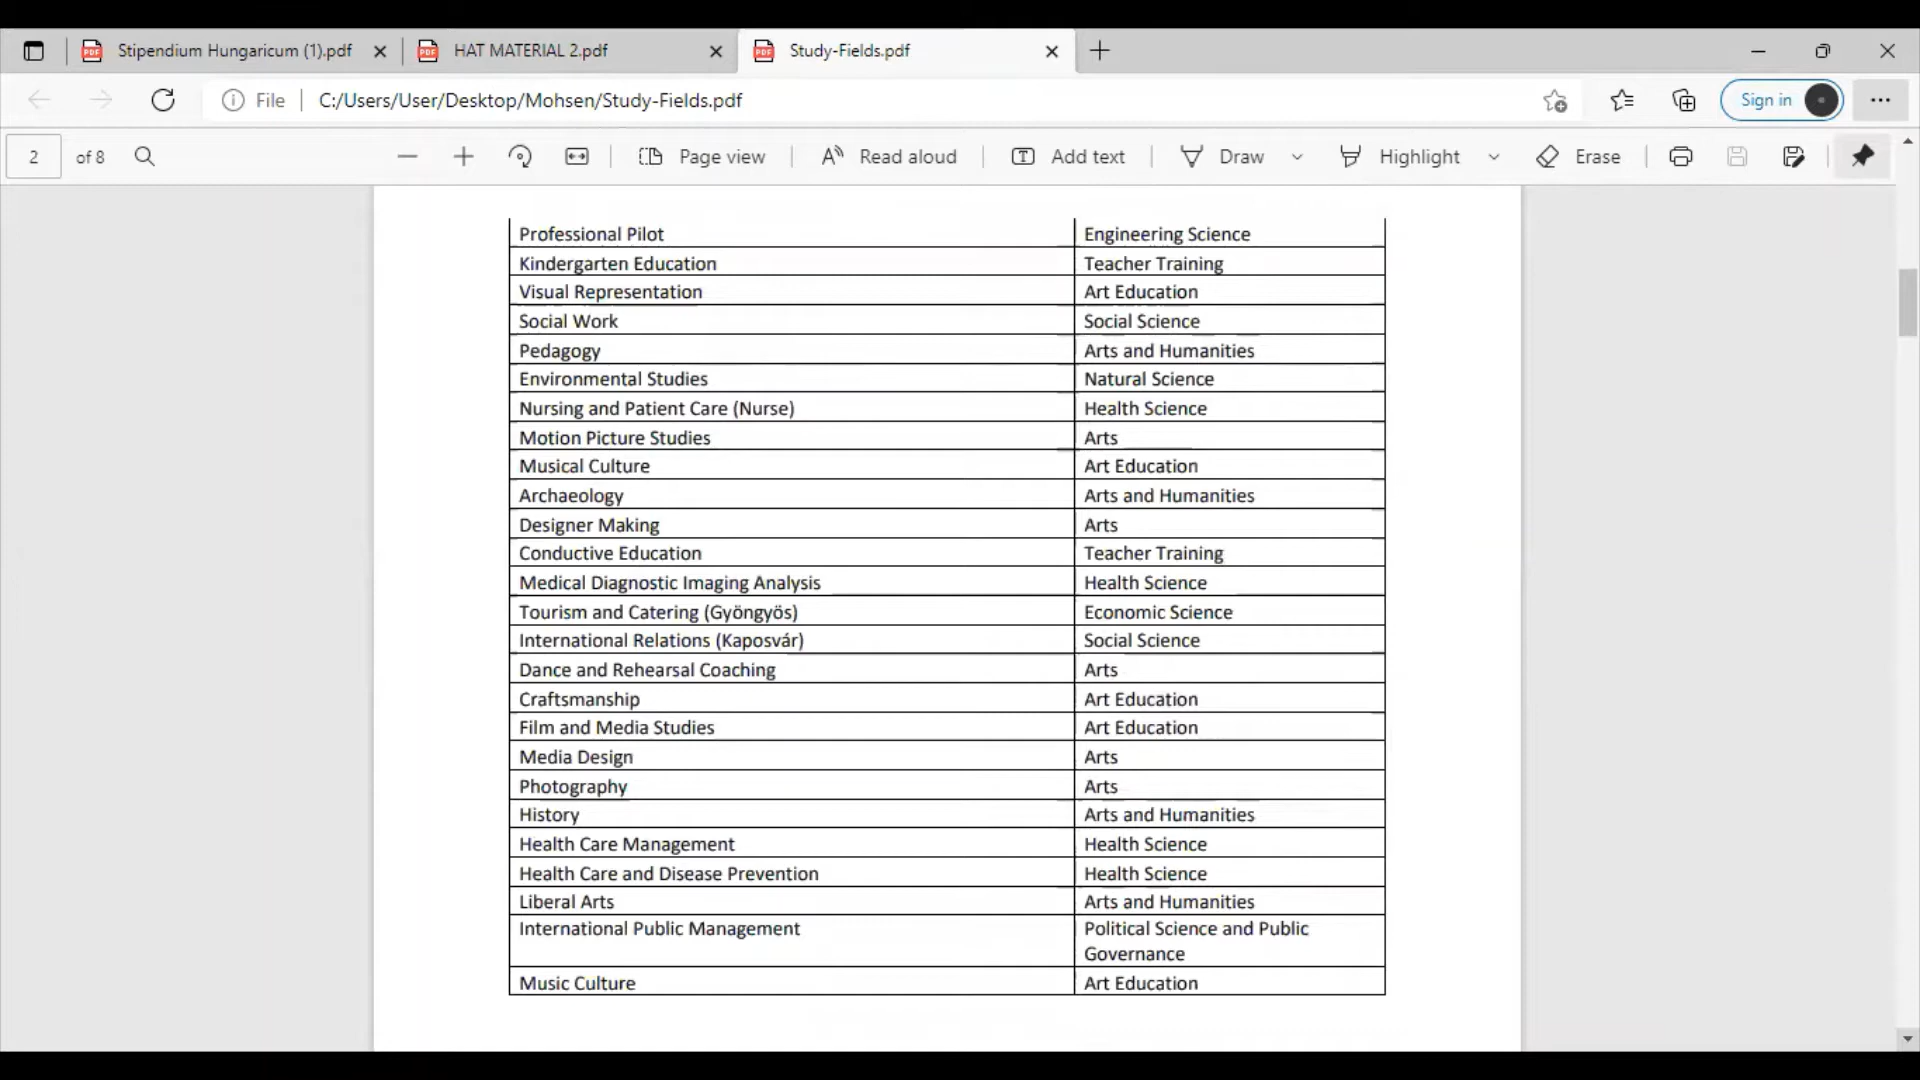 Stipendium Hungaricum (1).pdf HAT MATERIAL 2.pdf Study-Fields.pdf
File C:/Users/User/Desktop/Mohsen/Study-Fields.pdf Sign in
2 of 8 Page view Read aloud Add text Draw Highlight Erase
Professional Pilot Engineering Science
Kindergarten Education Teacher Training
Visual Representation Art Education
Social Work Social Science
Pedagogy Arts and Humanities
Environmental Studies Natural Science
Nursing and Patient Care (Nurse) Health Science
Motion Picture Studies Arts
Musical Culture Art Education
Archaeology Arts and Humanities
Designer Making Arts
Conductive Education Teacher Training
Medical Diagnostic Imaging Analysis Health Science
Tourism and Catering (Gyöngyös) Economic Science
International Relations (Kaposvár) Social Science
Dance and Rehearsal Coaching Arts
Craftsmanship Art Education
Film and Media Studies Art Education
Media Design Arts
Photography Arts
History Arts and Humanities
Health Care Management Health Science
Health Care and Disease Prevention Health Science
Liberal Arts Arts and Humanities
International Public Management Political Science and Public
Governance
Music Culture Art Education